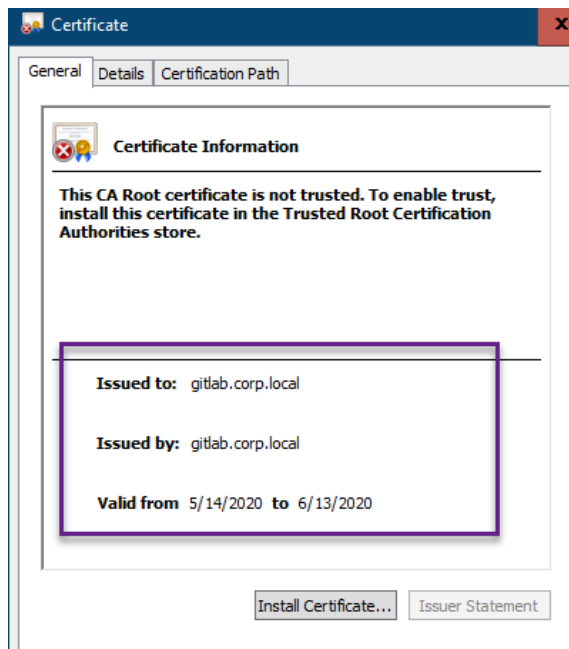 Certificate
X
General Details Certification Path
Certificate Information
This CA Root certificate is not trusted. To enable trust,
install this certificate in the Trusted Root Certification
Authorities store.
Issued to: gitlab.corp.local
Issued by: gitlab.corp.local
Valid from 5/14/2020 to 6/13/2020
Install Certificate... Issuer Statement